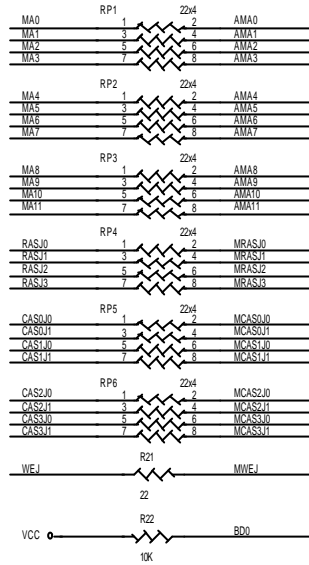 RP1 22x4
MA0 1 2 AMA0
MA1 3 4 AMA1
MA2 5 6 AMA2
MA3 7 8 AMA3
RP2 22x4
MA4 1 2 AMA4
MA5 3 4 AMA5
MA6 5 6 AMA6
MA7 7 8 AMA7
RP3 22x4
MA8 1 2 AMA8
MA9 3 4 AMA9
MA10 5 6 AMA10
MA11 7 8 AMA11
RP4 22x4
RASJ0 1 2 MRASJ0
RASJ1 3 4 MRASJ1
RASJ2 5 6 MRASJ2
RASJ3 7 8 MRASJ3
RP5 22x4
CAS0J0 1 2 MCAS0J0
CAS0J1 3 4 MCAS0J1
CAS1J0 5 6 MCAS1J0
CAS1J1 7 8 MCAS1J1
RP6 22x4
CAS2J0 1 2 MCAS2J0
CAS2J1 3 4 MCAS2J1
CAS3J0 5 6 MCAS3J0
CAS3J1 7 8 MCAS3J1
R21
WEJ MWEJ
22
R22
VCC BD0
10K